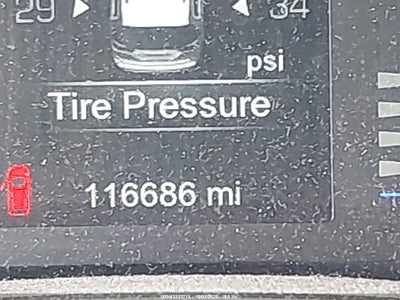 29 34
psi
Tire Pressure
116686 mi